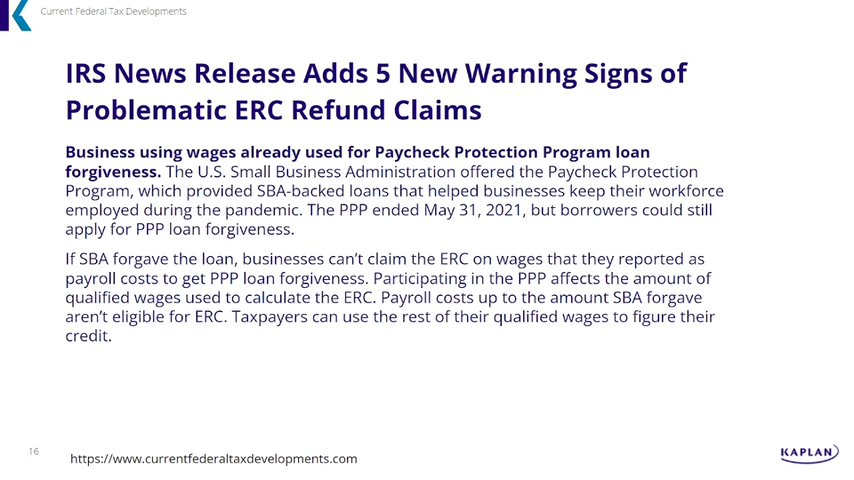 Current Federal Tax Developments
IRS News Release Adds 5 New Warning Signs of
Problematic ERC Refund Claims
Business using wages already used for Paycheck Protection Program loan
forgiveness. The U.S. Small Business Administration offered the Paycheck Protection
Program, which provided SBA-backed loans that helped businesses keep their workforce
employed during the pandemic. The PPP ended May 31, 2021, but borrowers could still
apply for PPP loan forgiveness.
If SBA forgave the loan, businesses can’t claim the ERC on wages that they reported as
payroll costs to get PPP loan forgiveness. Participating in the PPP affects the amount of
qualified wages used to calculate the ERC. Payroll costs up to the amount SBA forgave
aren’t eligible for ERC. Taxpayers can use the rest of their qualified wages to figure their
credit.
16
https://www.currentfederaltaxdevelopments.com
KAPLAN